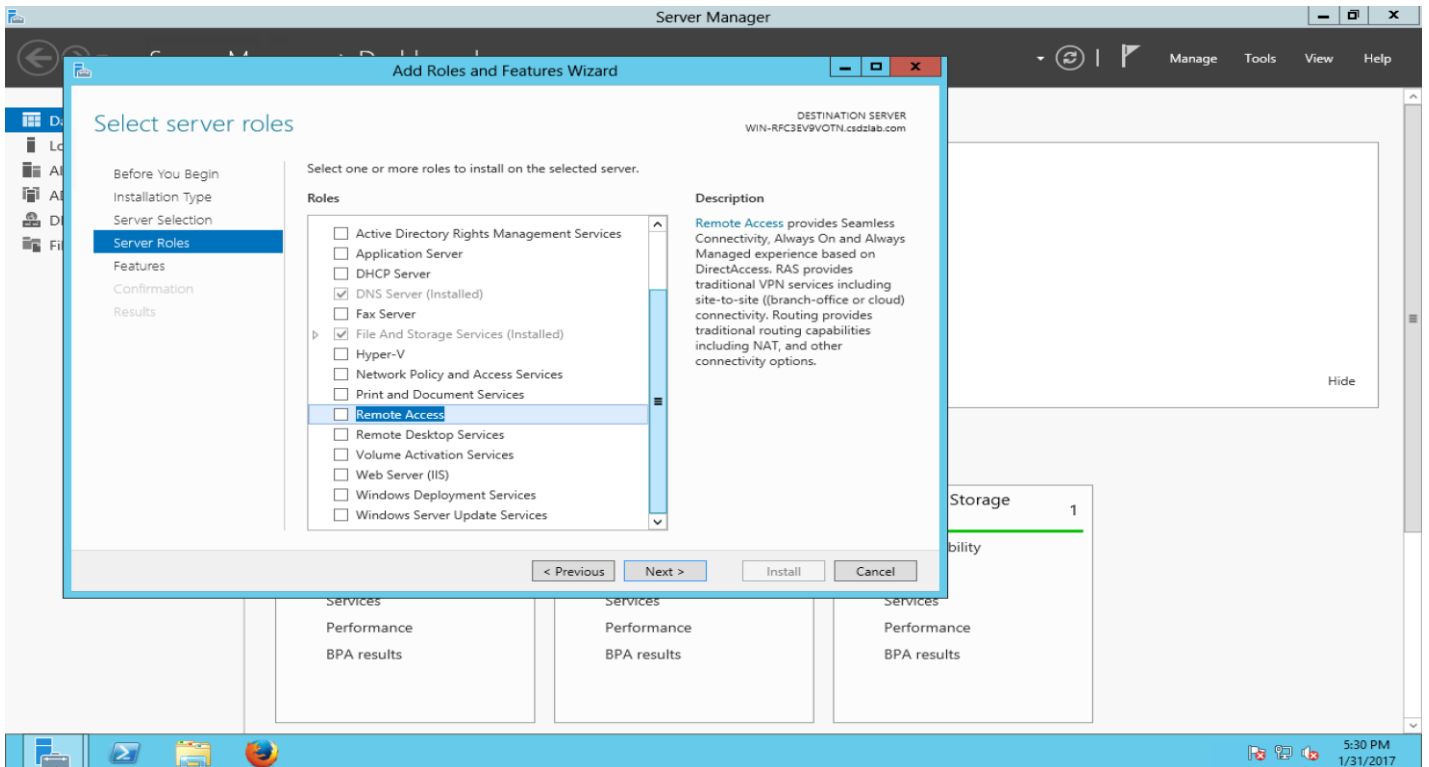 Server Manager
Manage Tools View Help
Add Roles and Features Wizard
Select server roles
DESTINATION SERVER
WIN-RFC3EV9VOTN.csdzlab.com
Before You Begin
Installation Type
Server Selection
Server Roles
Features
Confirmation
Results
Select one or more roles to install on the selected server.
Roles
Active Directory Rights Management Services
Application Server
DHCP Server
DNS Server (Installed)
Fax Server
File And Storage Services (Installed)
Hyper-V
Network Policy and Access Services
Print and Document Services
Remote Access
Remote Desktop Services
Volume Activation Services
Web Server (IIS)
Windows Deployment Services
Windows Server Update Services
Description
Remote Access provides Seamless
Connectivity, Always On and Always
Managed experience based on
DirectAccess. RAS provides
traditional VPN services including
site-to-site ((branch-office or cloud)
connectivity. Routing provides
traditional routing capabilities
including NAT, and other
connectivity options.
< Previous Next > Install Cancel
Hide
Storage 1
bility
Services Services Services
Performance Performance Performance
BPA results BPA results BPA results
5:30 PM
1/31/2017